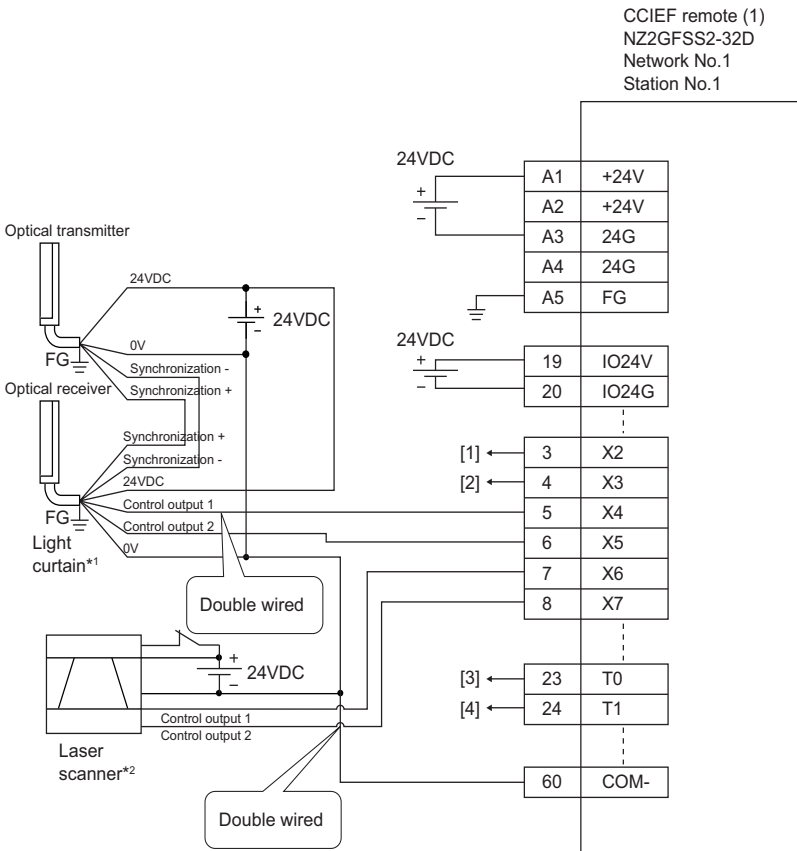 CCIEF remote (1)
NZ2GFSS2-32D
Network No.1
Station No.1
24VDC
+
−
A1 +24V
A2 +24V
A3 24G
A4 24G
A5 FG
24VDC
+
−
19 IO24V
20 IO24G
[1] 3 X2
[2] 4 X3
5 X4
6 X5
7 X6
8 X7
[3] 23 T0
[4] 24 T1
60 COM-
Optical transmitter
24VDC
+
−
24VDC
0V
FG
Synchronization -
Synchronization +
Optical receiver
Synchronization +
Synchronization -
24VDC
Control output 1
Control output 2
0V
FG
Light
curtain*1
Double wired
+
−
24VDC
Control output 1
Control output 2
Laser
scanner*2
Double wired